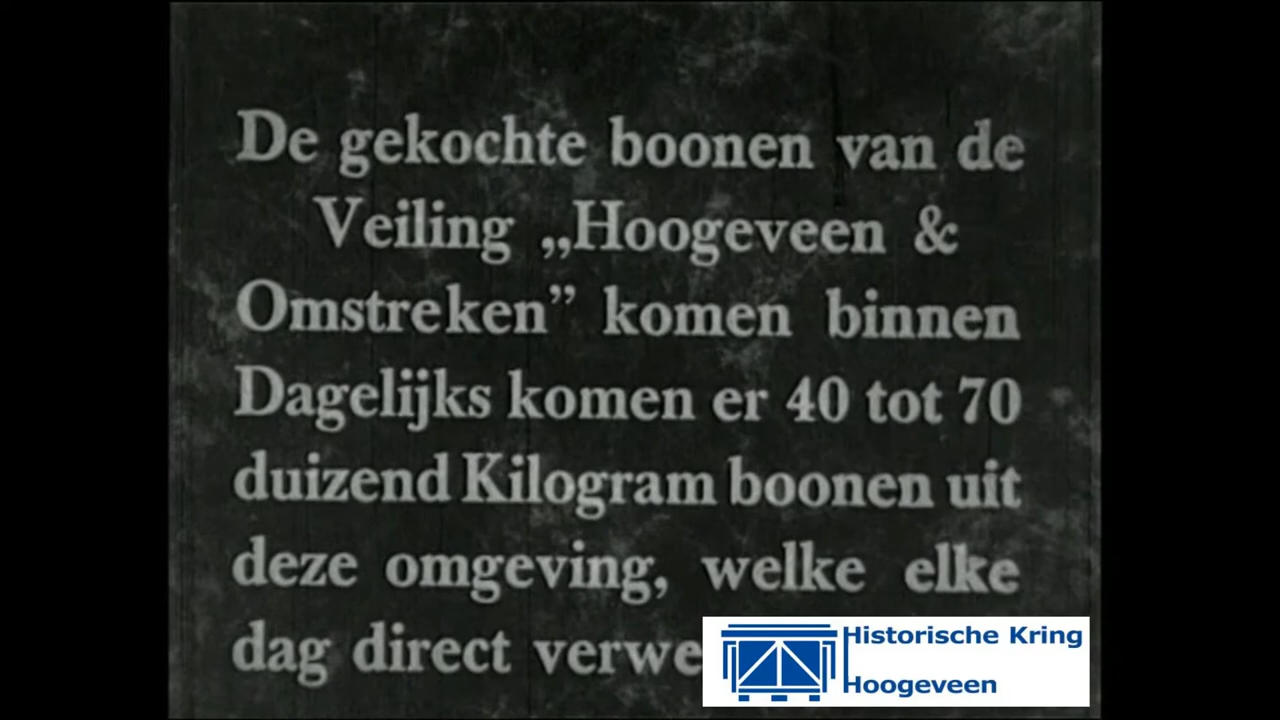 De gekochte boonen van de
Veiling „Hoogeveen &
Omstreken” komen binnen
Dagelijks komen er 40 tot 70
duizend Kilogram boonen uit
deze omgeving, welke elke
dag direct
Historische Kring
Hoogeveen